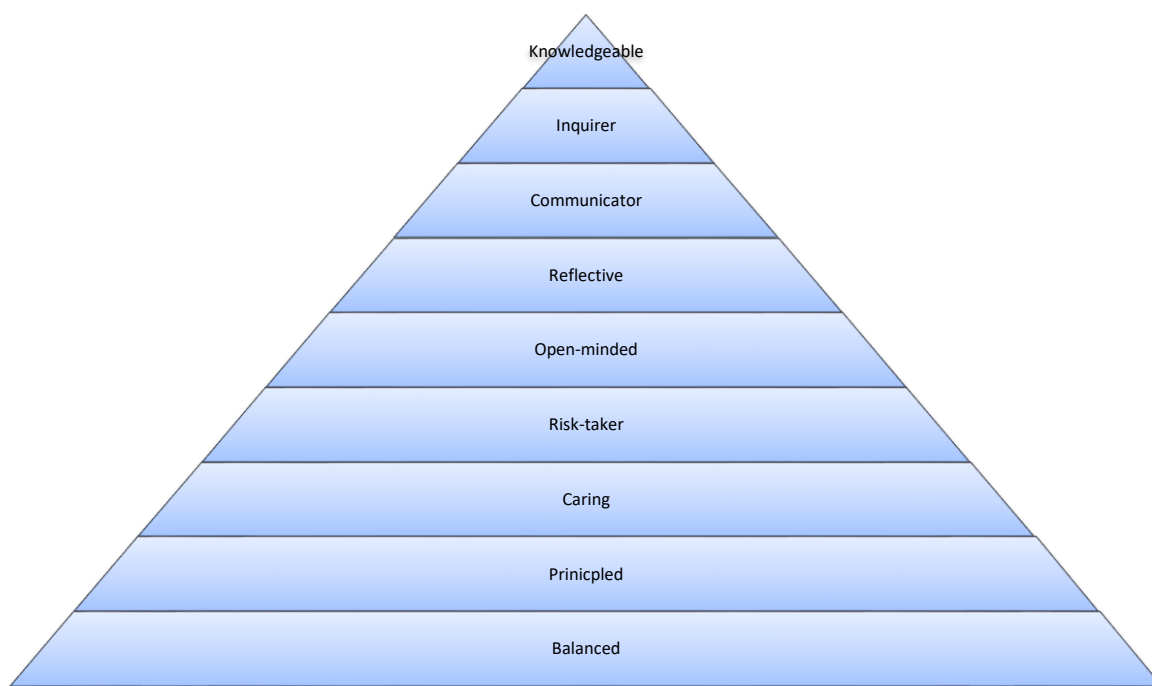 Knowledgeable
Inquirer
Communicator
Reflective
Open-minded
Risk-taker
Caring
Prinicpled
Balanced